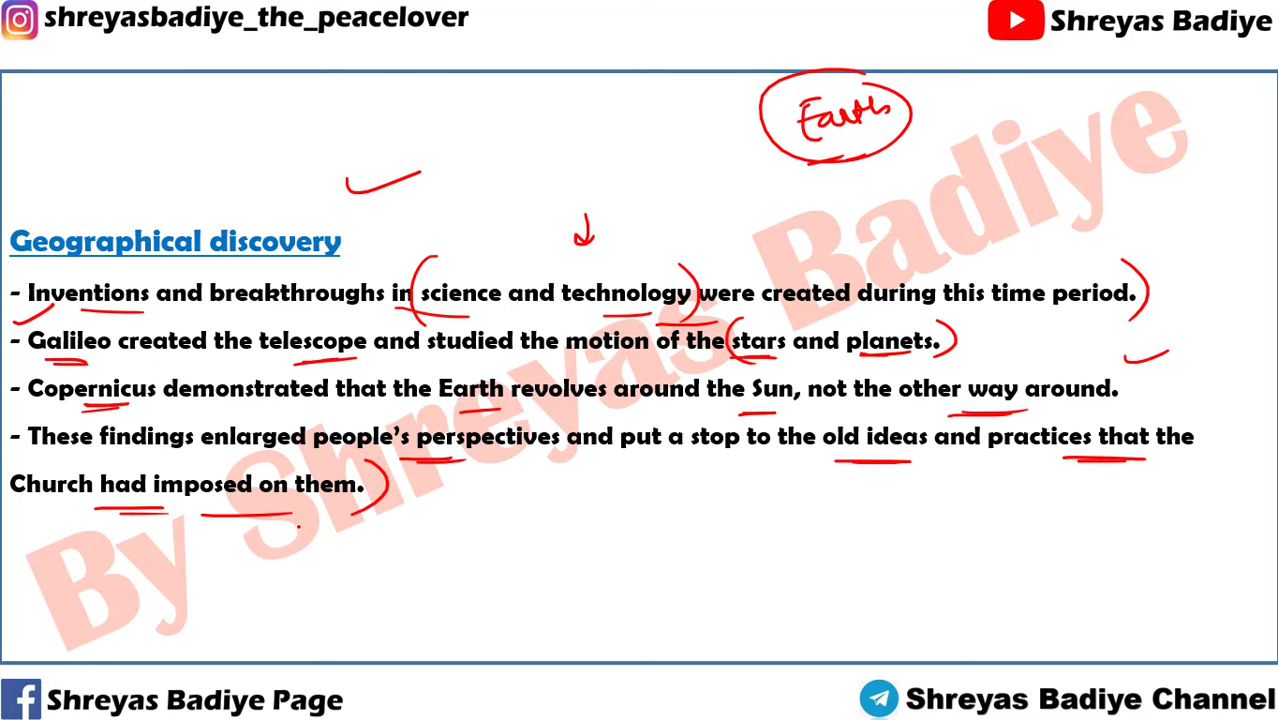 shreyasbadiye_the_peacelover
Shreyas Badiye
Earth
Geographical discovery
- Inventions and breakthroughs in science and technology were created during this time period.
- Galileo created the telescope and studied the motion of the stars and planets.
- Copernicus demonstrated that the Earth revolves around the Sun, not the other way around.
- These findings enlarged people’s perspectives and put a stop to the old ideas and practices that the
Church had imposed on them.
By Shreyas Badiye
Shreyas Badiye Page
Shreyas Badiye Channel